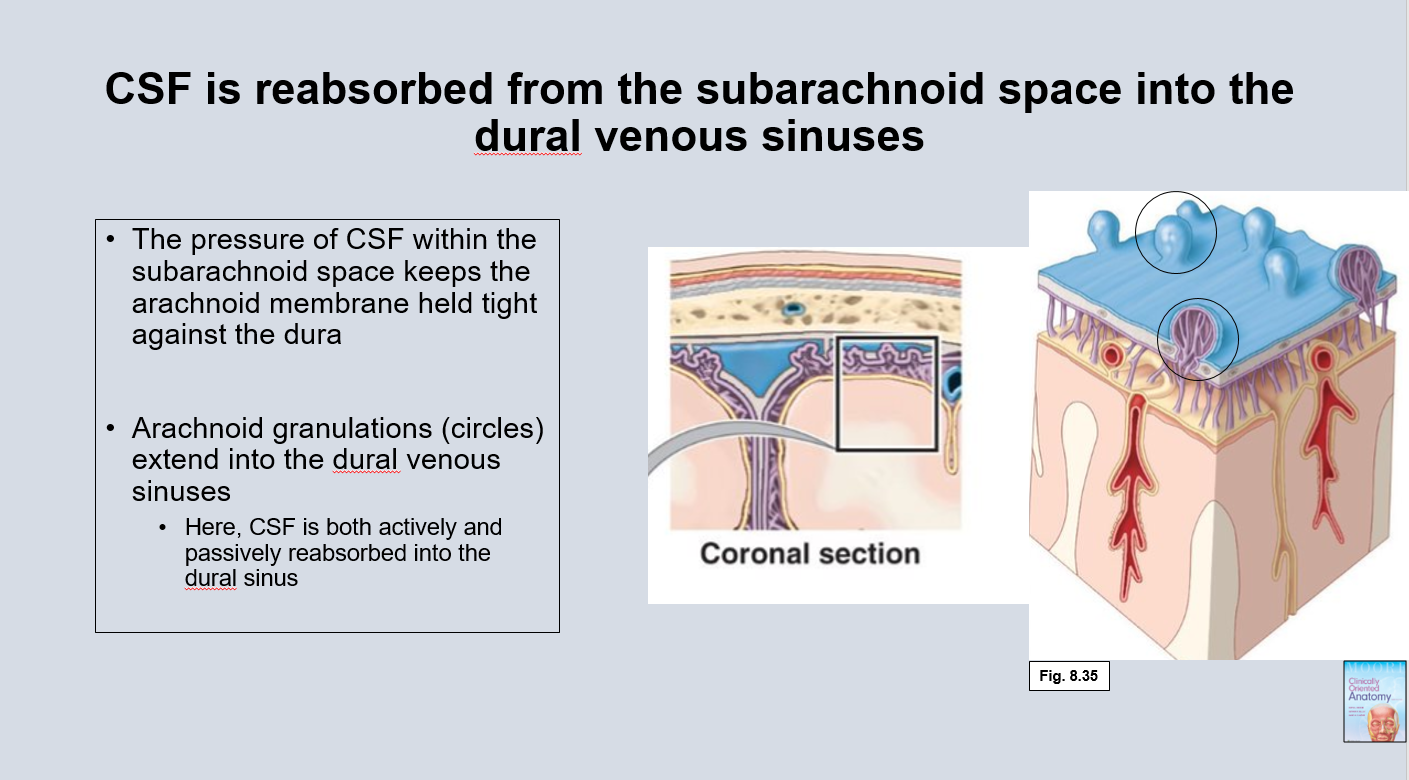 CSF is reabsorbed from the subarachnoid space into the
dural venous sinuses
• The pressure of CSF within the
subarachnoid space keeps the
arachnoid membrane held tight
against the dura
• Arachnoid granulations (circles)
extend into the dural venous
sinuses
• Here, CSF is both actively and
passively reabsorbed into the
dural sinus
Coronal section
Fig. 8.35
MOORE
Clinically
Oriented
Anatomy